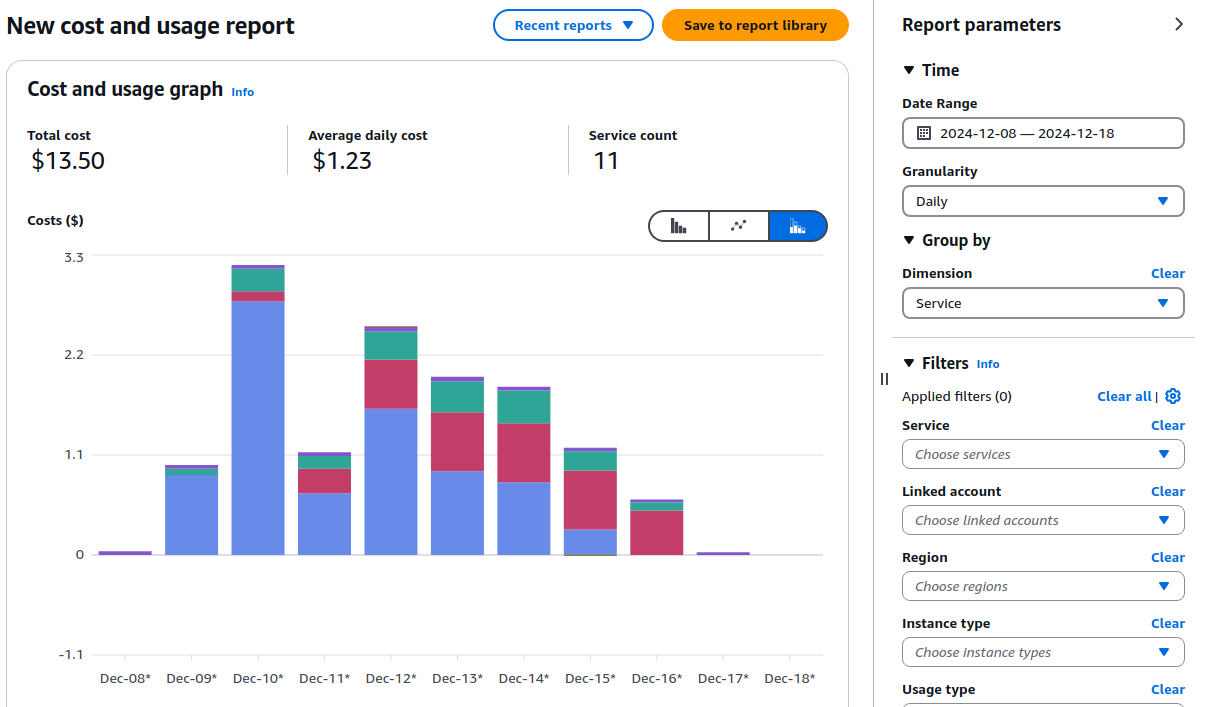 New cost and usage report
Recent reports
Save to report library
Cost and usage graph Info
Total cost
$13.50
Average daily cost
$1.23
Service count
11
Costs ($)
3.3
2.2
1.1
0
-1.1
Dec-08* Dec-09* Dec-10* Dec-11* Dec-12* Dec-13* Dec-14* Dec-15* Dec-16* Dec-17* Dec-18*
Report parameters
Time
Date Range
2024-12-08 — 2024-12-18
Granularity
Daily
Group by
Dimension Clear
Service
Filters Info
Applied filters (0) Clear all |
Service Clear
Choose services
Linked account Clear
Choose linked accounts
Region Clear
Choose regions
Instance type Clear
Choose instance types
Usage type Clear